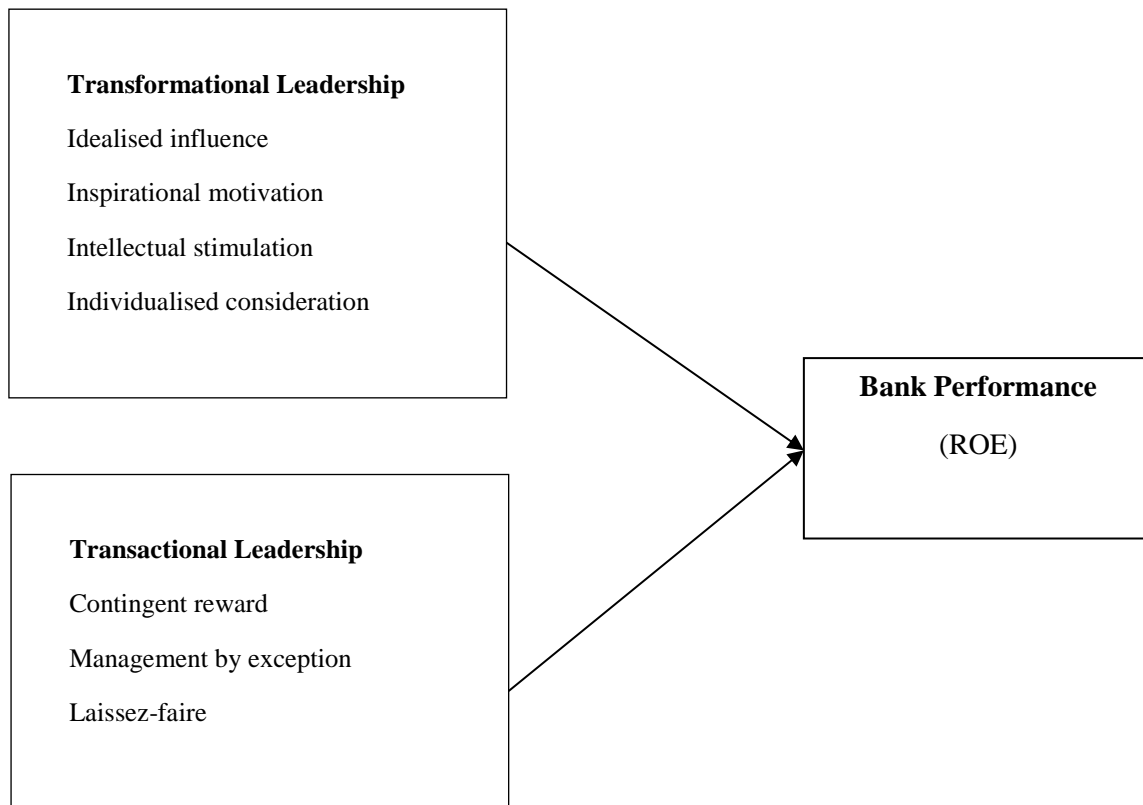 Transformational Leadership
Idealised influence
Inspirational motivation
Intellectual stimulation
Individualised consideration
Bank Performance
(ROE)
Transactional Leadership
Contingent reward
Management by exception
Laissez-faire